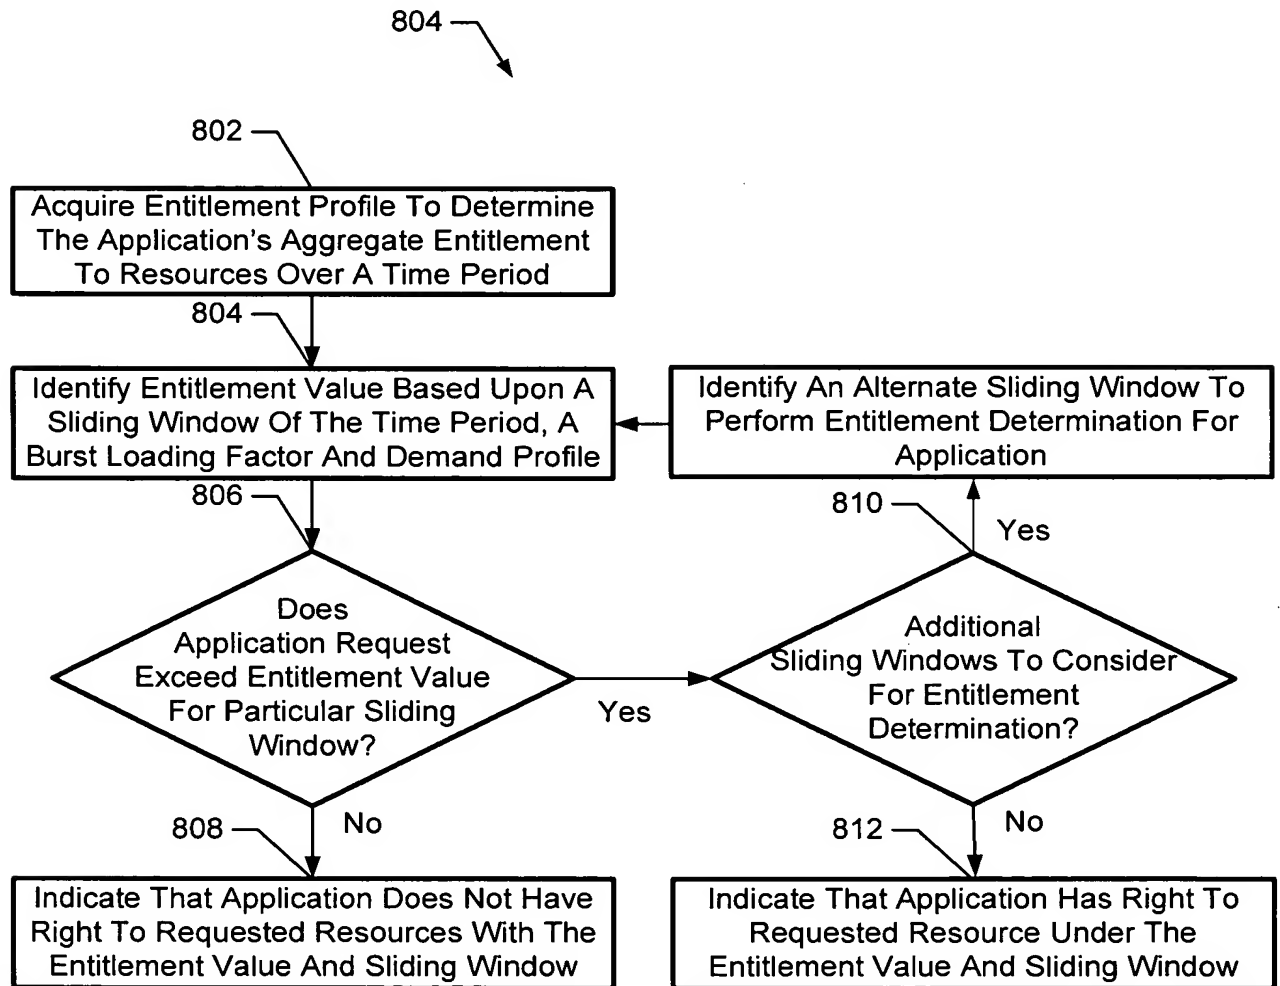 804
802
Acquire Entitlement Profile To Determine
The Application's Aggregate Entitlement
To Resources Over A Time Period
804
Identify Entitlement Value Based Upon A
Sliding Window Of The Time Period, A
Burst Loading Factor And Demand Profile
Identify An Alternate Sliding Window To
Perform Entitlement Determination For
Application
806
Does
Application Request
Exceed Entitlement Value
For Particular Sliding
Window?
Yes
810
Yes
Additional
Sliding Windows To Consider
For Entitlement
Determination?
808
No
Indicate That Application Does Not Have
Right To Requested Resources With The
Entitlement Value And Sliding Window
812
No
Indicate That Application Has Right To
Requested Resource Under The
Entitlement Value And Sliding Window